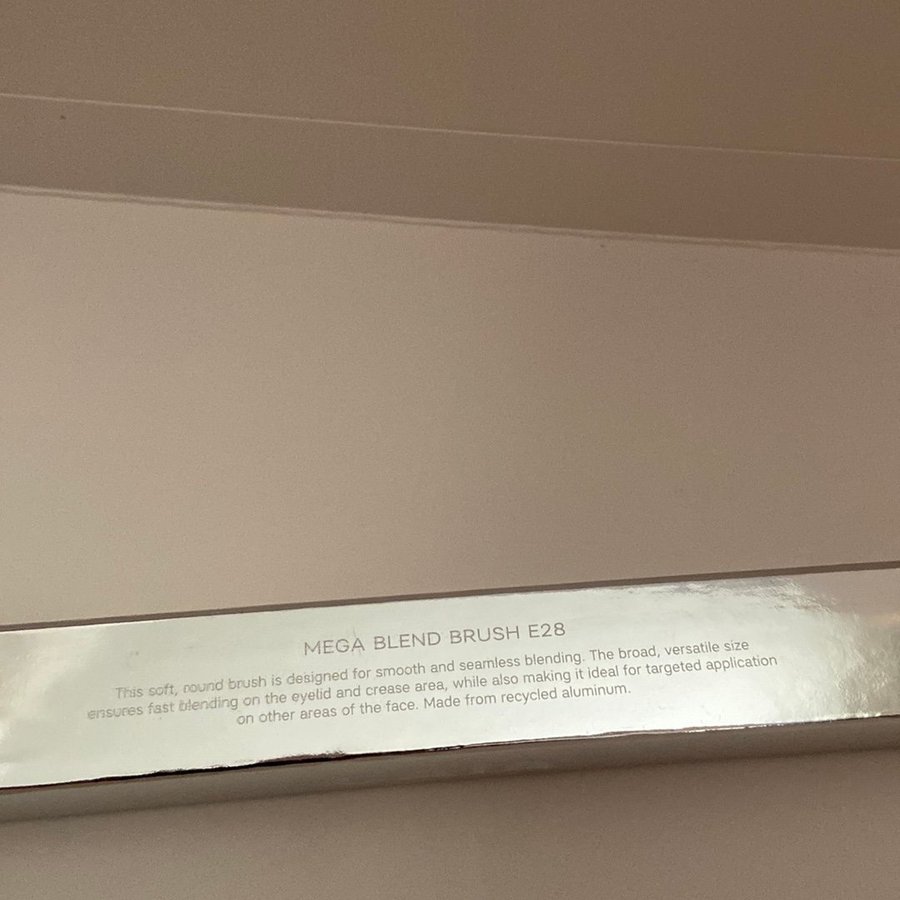 MEGA BLEND BRUSH E28
This soft, round brush is designed for smooth and seamless blending. The broad, versatile size
ensures fast blending on the eyelid and crease area, while also making it ideal for targeted application
on other areas of the face. Made from recycled aluminum.